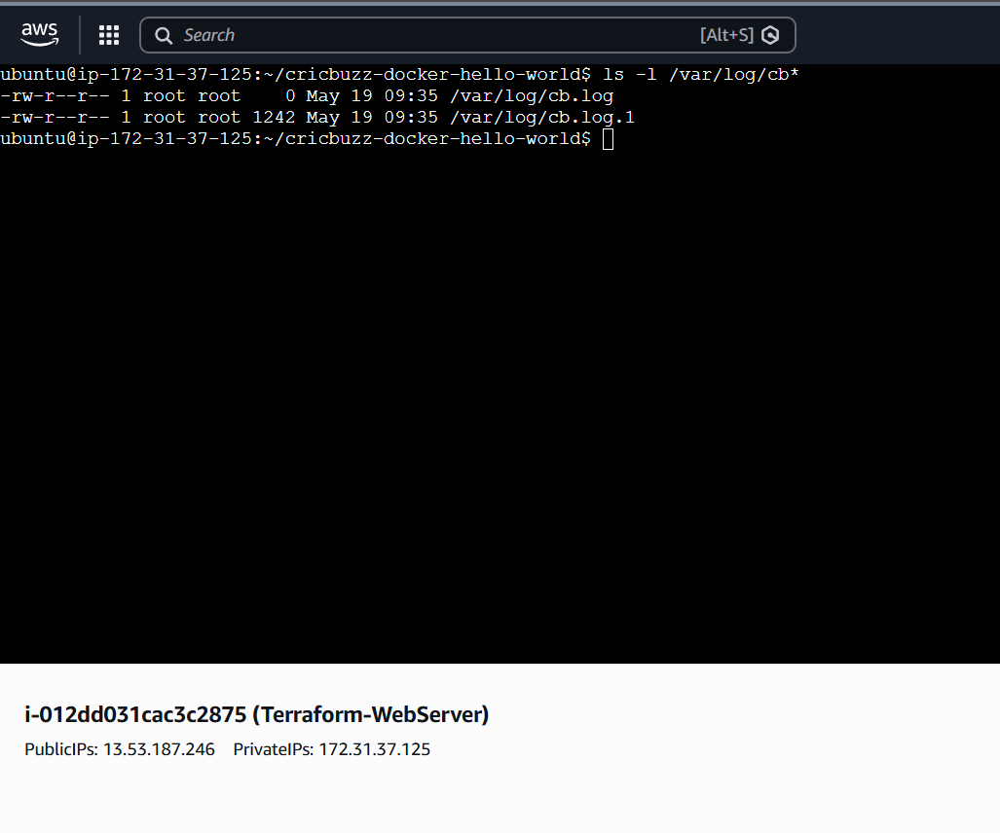 aws
Search [Alt+S]
ubuntu@ip-172-31-37-125:~/cricbuzz-docker-hello-world$ ls -l /var/log/cb*
-rw-r--r-- 1 root root    0 May 19 09:35 /var/log/cb.log
-rw-r--r-- 1 root root 1242 May 19 09:35 /var/log/cb.log.1
ubuntu@ip-172-31-37-125:~/cricbuzz-docker-hello-world$
i-012dd031cac3c2875 (Terraform-WebServer)
PublicIPs: 13.53.187.246 PrivateIPs: 172.31.37.125